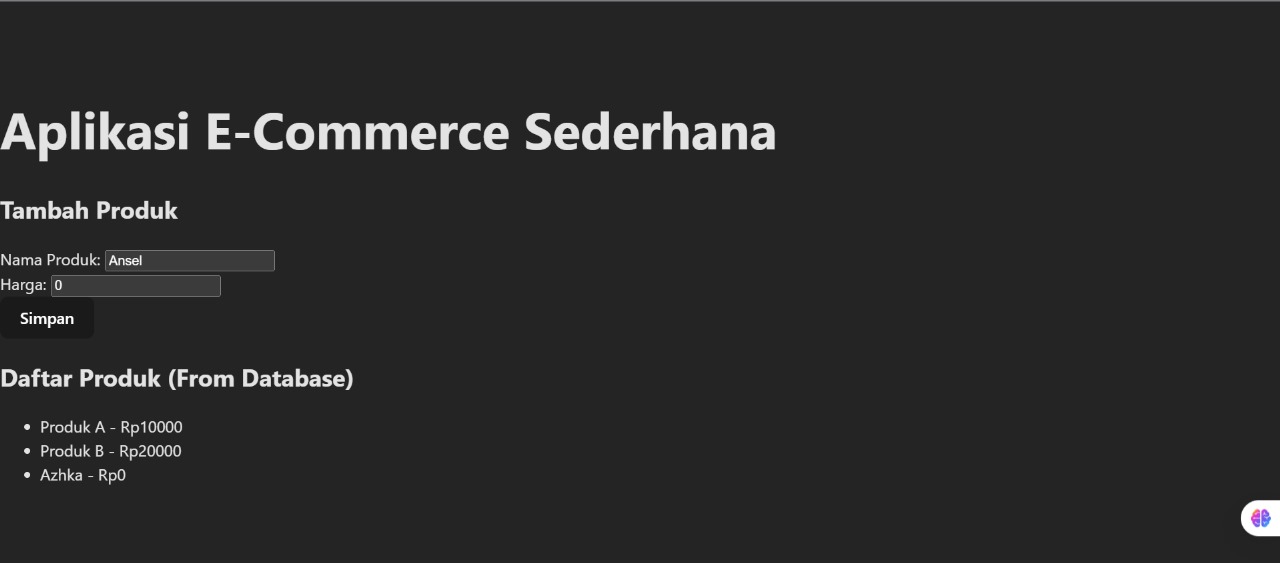 Aplikasi E-Commerce Sederhana
Tambah Produk
Nama Produk: Ansel
Harga: 0
Simpan
Daftar Produk (From Database)
Produk A - Rp10000
Produk B - Rp20000
Azhka - Rp0